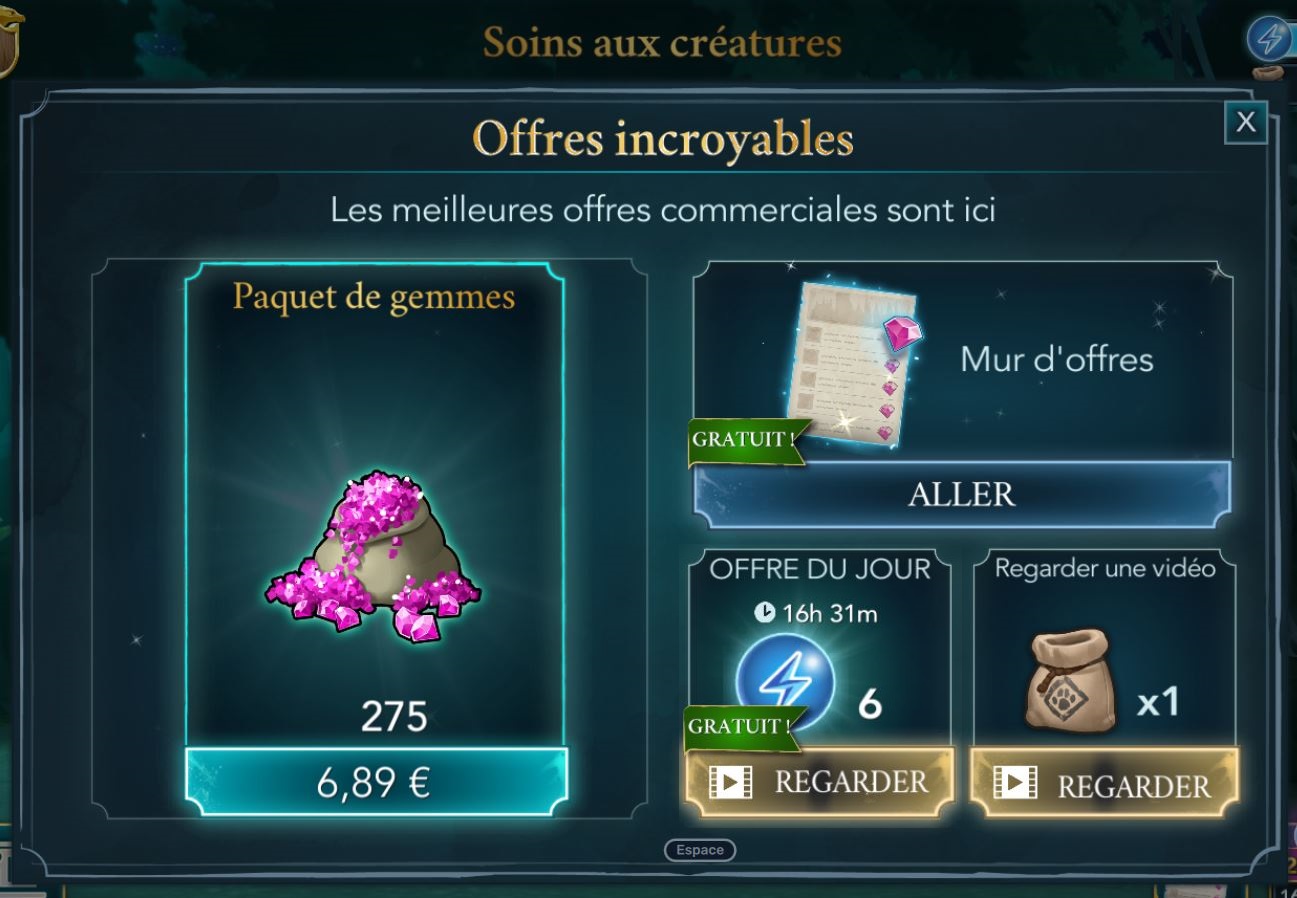 Soins aux créatures
Offres incroyables
X
Les meilleures offres commerciales sont ici
Paquet de gemmes
275
6,89 €
Mur d'offres
GRATUIT !
ALLER
OFFRE DU JOUR
16h 31m
6
GRATUIT !
REGARDER
Regarder une vidéo
x1
REGARDER
Espace